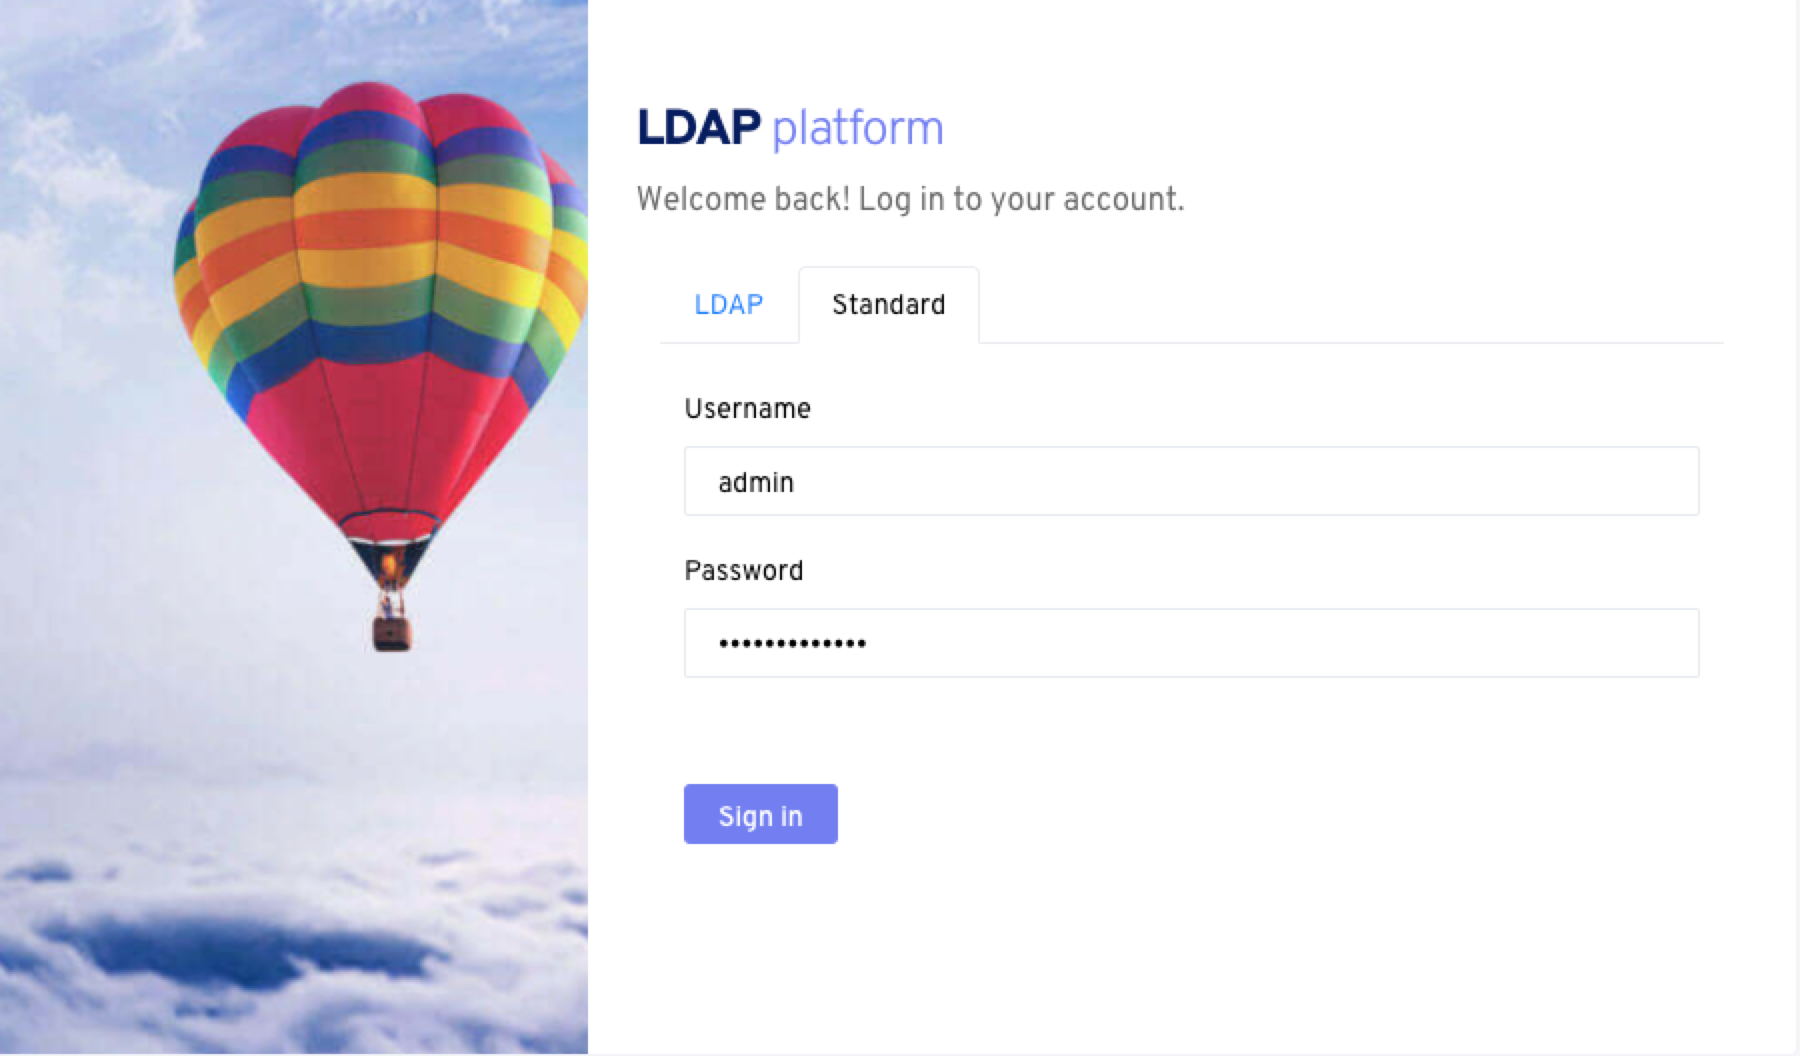 LDAP platform
Welcome back! Log in to your account.
LDAP Standard
Username
admin
Password
•••••••••••••
Sign in